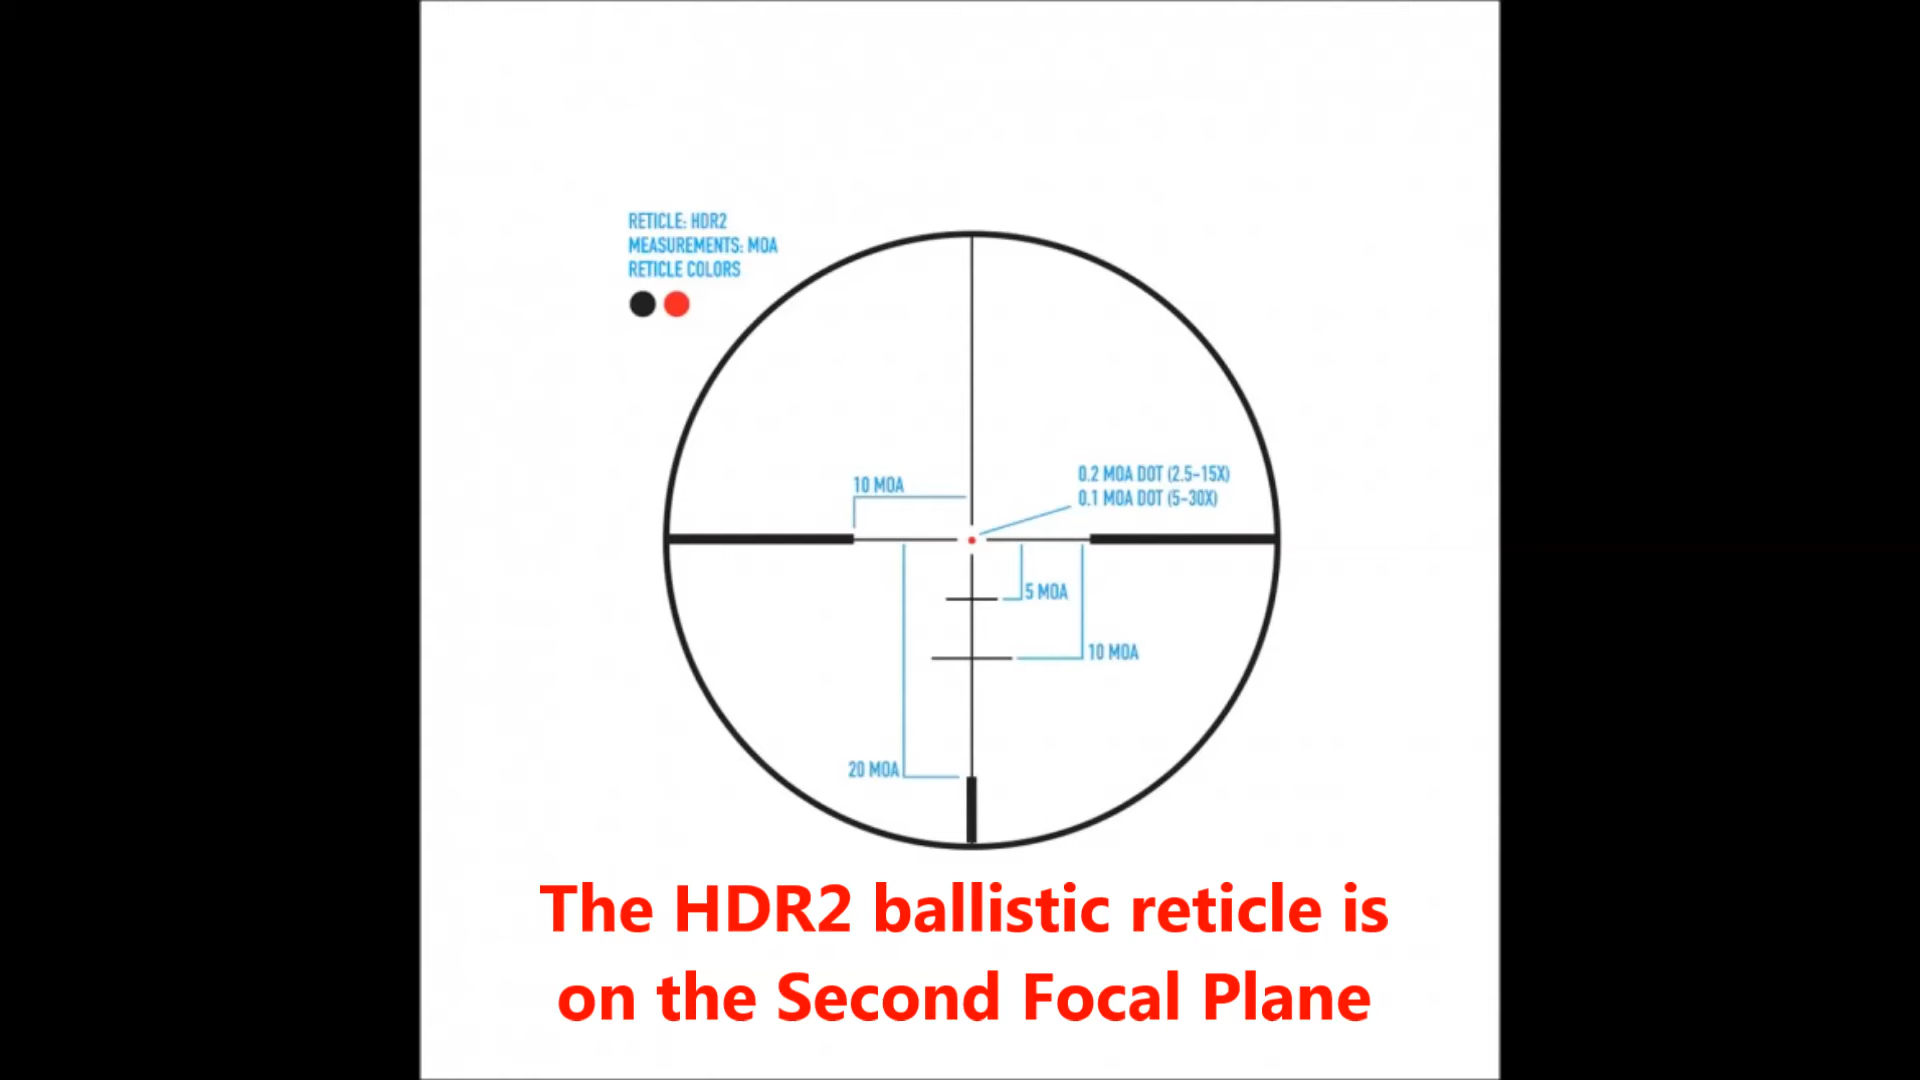 RETICLE: HDR2
MEASUREMENTS: MOA
RETICLE COLORS
10 MOA
0.2 MOA DOT (2.5-15X)
0.1 MOA DOT (5-30X)
5 MOA
10 MOA
20 MOA
The HDR2 ballistic reticle is
on the Second Focal Plane